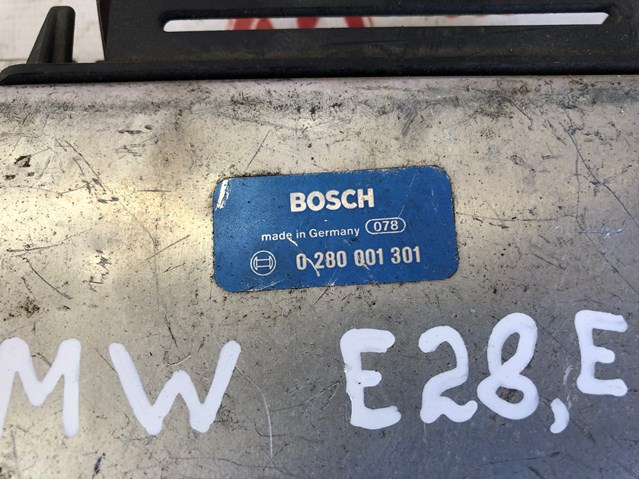 BOSCH
made in Germany 078
0 280 001 301
MW E28, E